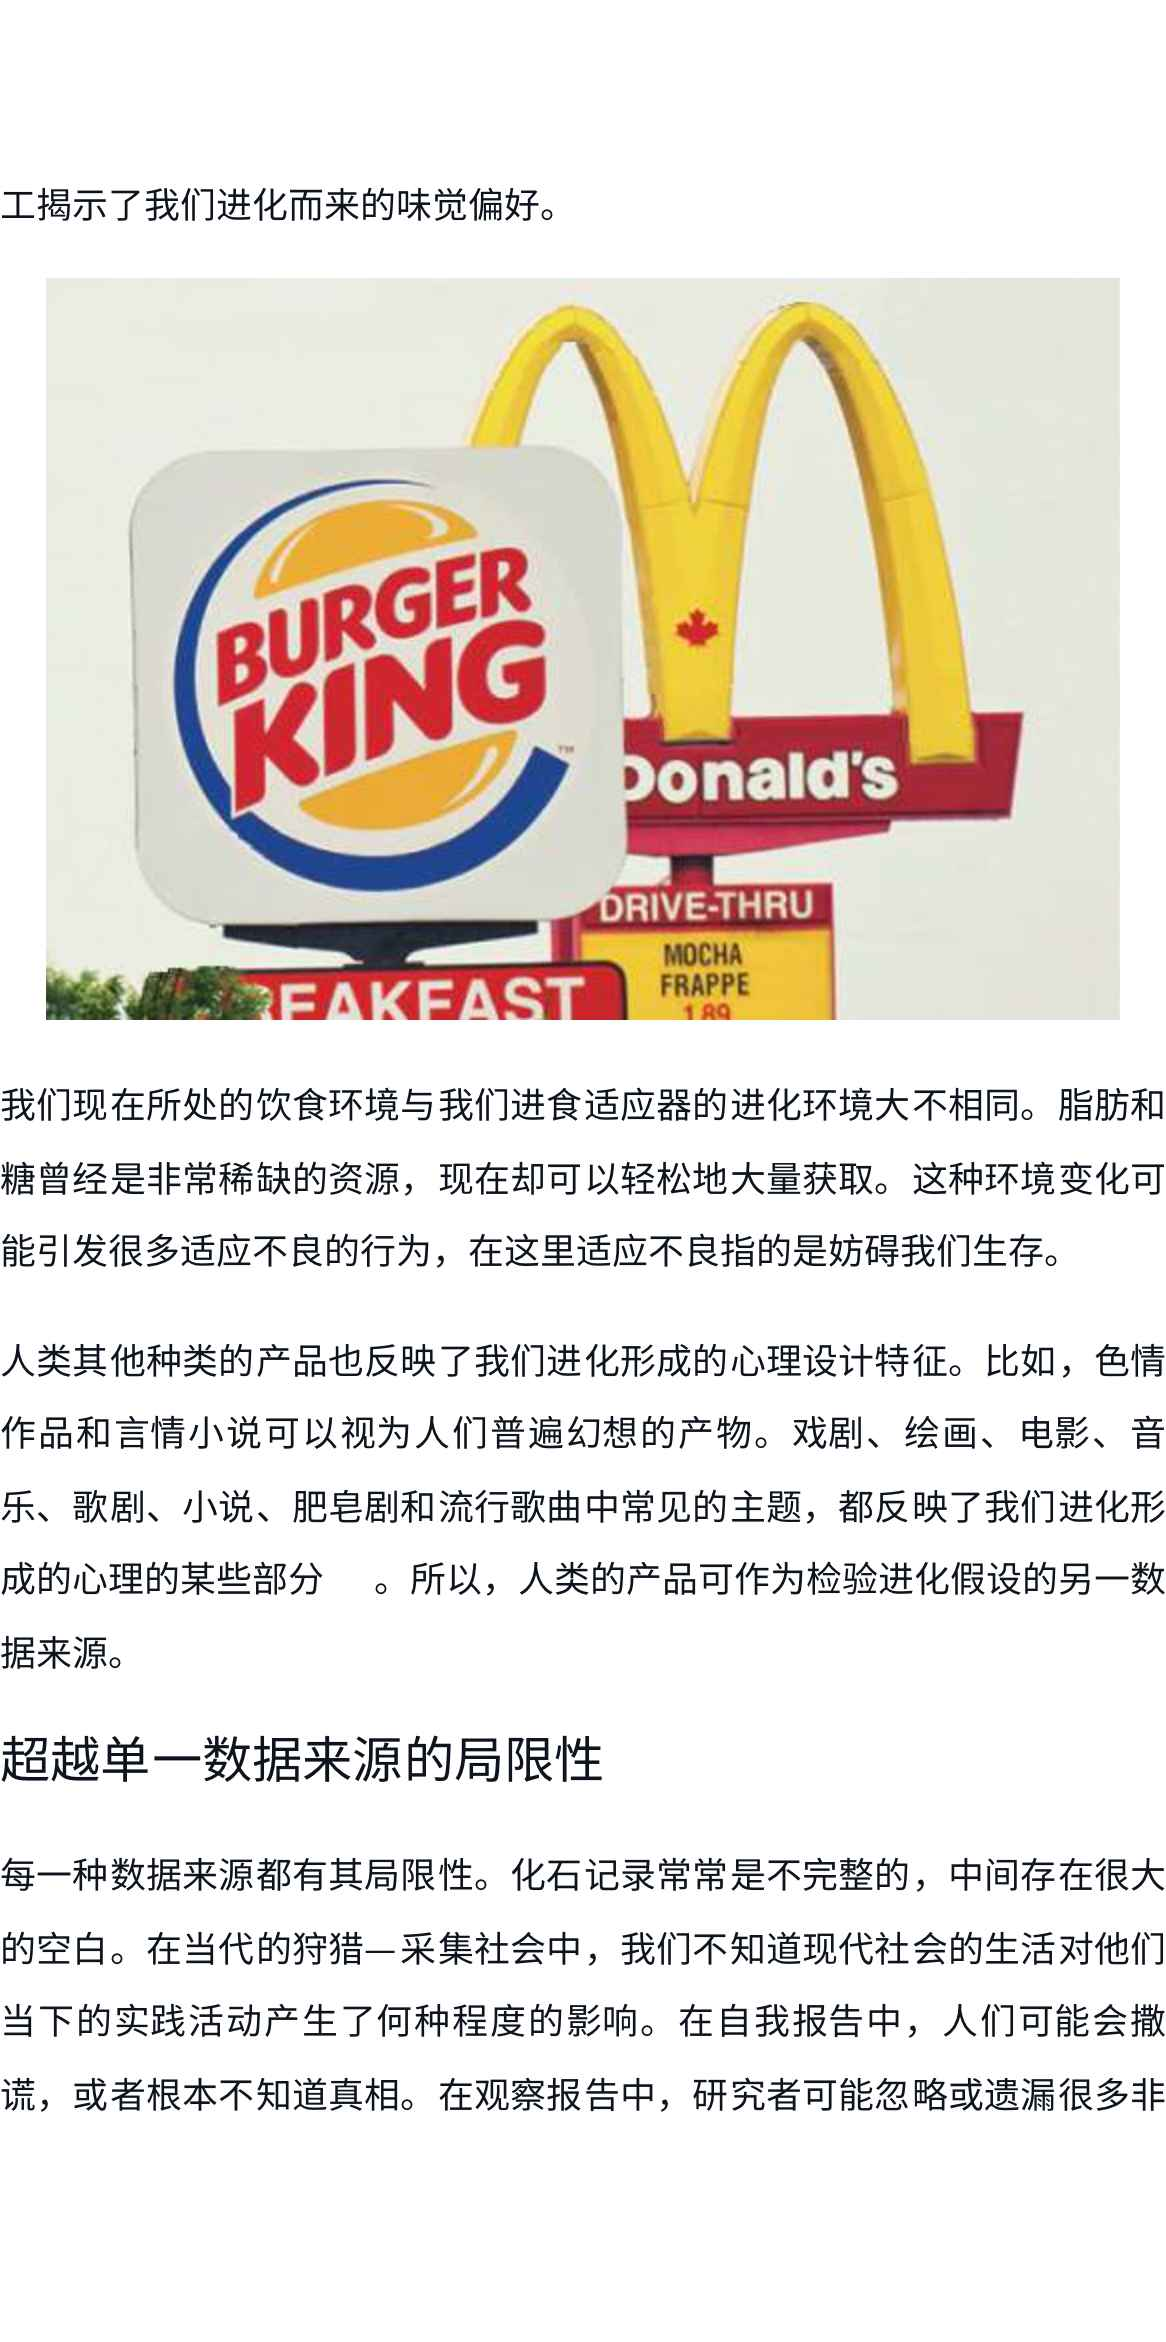 工揭示了我们进化而来的味觉偏好。
BURGER
KING
™
Donald's
DRIVE-THRU
MOCHA
FRAPPE
1.89
EAKFAST
我们现在所处的饮食环境与我们进食适应器的进化环境大不相同。脂肪和
糖曾经是非常稀缺的资源，现在却可以轻松地大量获取。这种环境变化可
能引发很多适应不良的行为，在这里适应不良指的是妨碍我们生存。
人类其他种类的产品也反映了我们进化形成的心理设计特征。比如，色情
作品和言情小说可以视为人们普遍幻想的产物。戏剧、绘画、电影、音
乐、歌剧、小说、肥皂剧和流行歌曲中常见的主题，都反映了我们进化形
成的心理的某些部分 。所以，人类的产品可作为检验进化假设的另一数
据来源。
超越单一数据来源的局限性
每一种数据来源都有其局限性。化石记录常常是不完整的，中间存在很大
的空白。在当代的狩猎—采集社会中，我们不知道现代社会的生活对他们
当下的实践活动产生了何种程度的影响。在自我报告中，人们可能会撒
谎，或者根本不知道真相。在观察报告中，研究者可能忽略或遗漏很多非